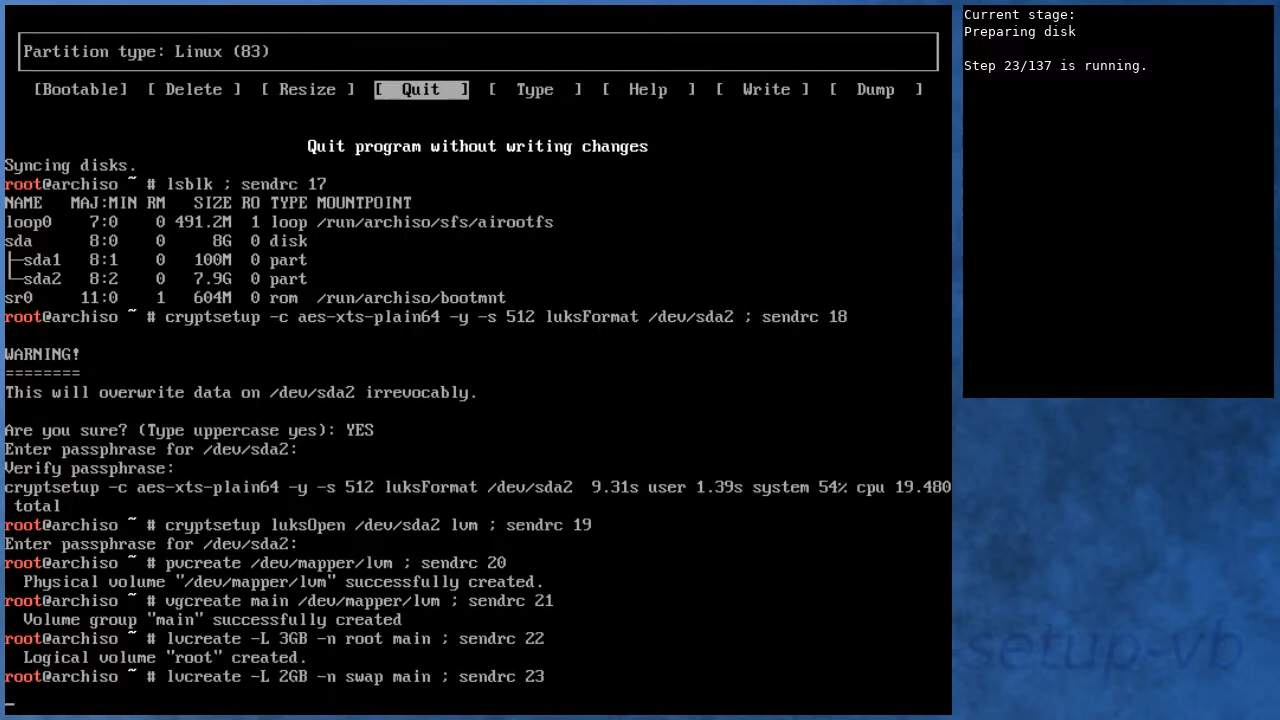 Partition type: Linux (83)
[Bootable] [ Delete ] [ Resize ] [ Quit ] [ Type ] [ Help ] [ Write ] [ Dump ]
Quit program without writing changes
Syncing disks.
root@archiso ~ # lsblk ; sendrc 17
NAME   MAJ:MIN RM   SIZE RO TYPE MOUNTPOINT
loop0    7:0    0 491.2M  1 loop /run/archiso/sfs/airootfs
sda      8:0    0     8G  0 disk
├─sda1   8:1    0   100M  0 part
└─sda2   8:2    0   7.9G  0 part
sr0     11:0    1   604M  0 rom  /run/archiso/bootmnt
root@archiso ~ # cryptsetup -c aes-xts-plain64 -y -s 512 luksFormat /dev/sda2 ; sendrc 18
WARNING!
========
This will overwrite data on /dev/sda2 irrevocably.
Are you sure? (Type uppercase yes): YES
Enter passphrase for /dev/sda2:
Verify passphrase:
cryptsetup -c aes-xts-plain64 -y -s 512 luksFormat /dev/sda2  9.31s user 1.39s system 54% cpu 19.480
total
root@archiso ~ # cryptsetup luksOpen /dev/sda2 lvm ; sendrc 19
Enter passphrase for /dev/sda2:
root@archiso ~ # pvcreate /dev/mapper/lvm ; sendrc 20
Physical volume "/dev/mapper/lvm" successfully created.
root@archiso ~ # vgcreate main /dev/mapper/lvm ; sendrc 21
Volume group "main" successfully created
root@archiso ~ # lvcreate -L 3GB -n root main ; sendrc 22
Logical volume "root" created.
root@archiso ~ # lvcreate -L 2GB -n swap main ; sendrc 23
Current stage:
Preparing disk
Step 23/137 is running.
setup-vb